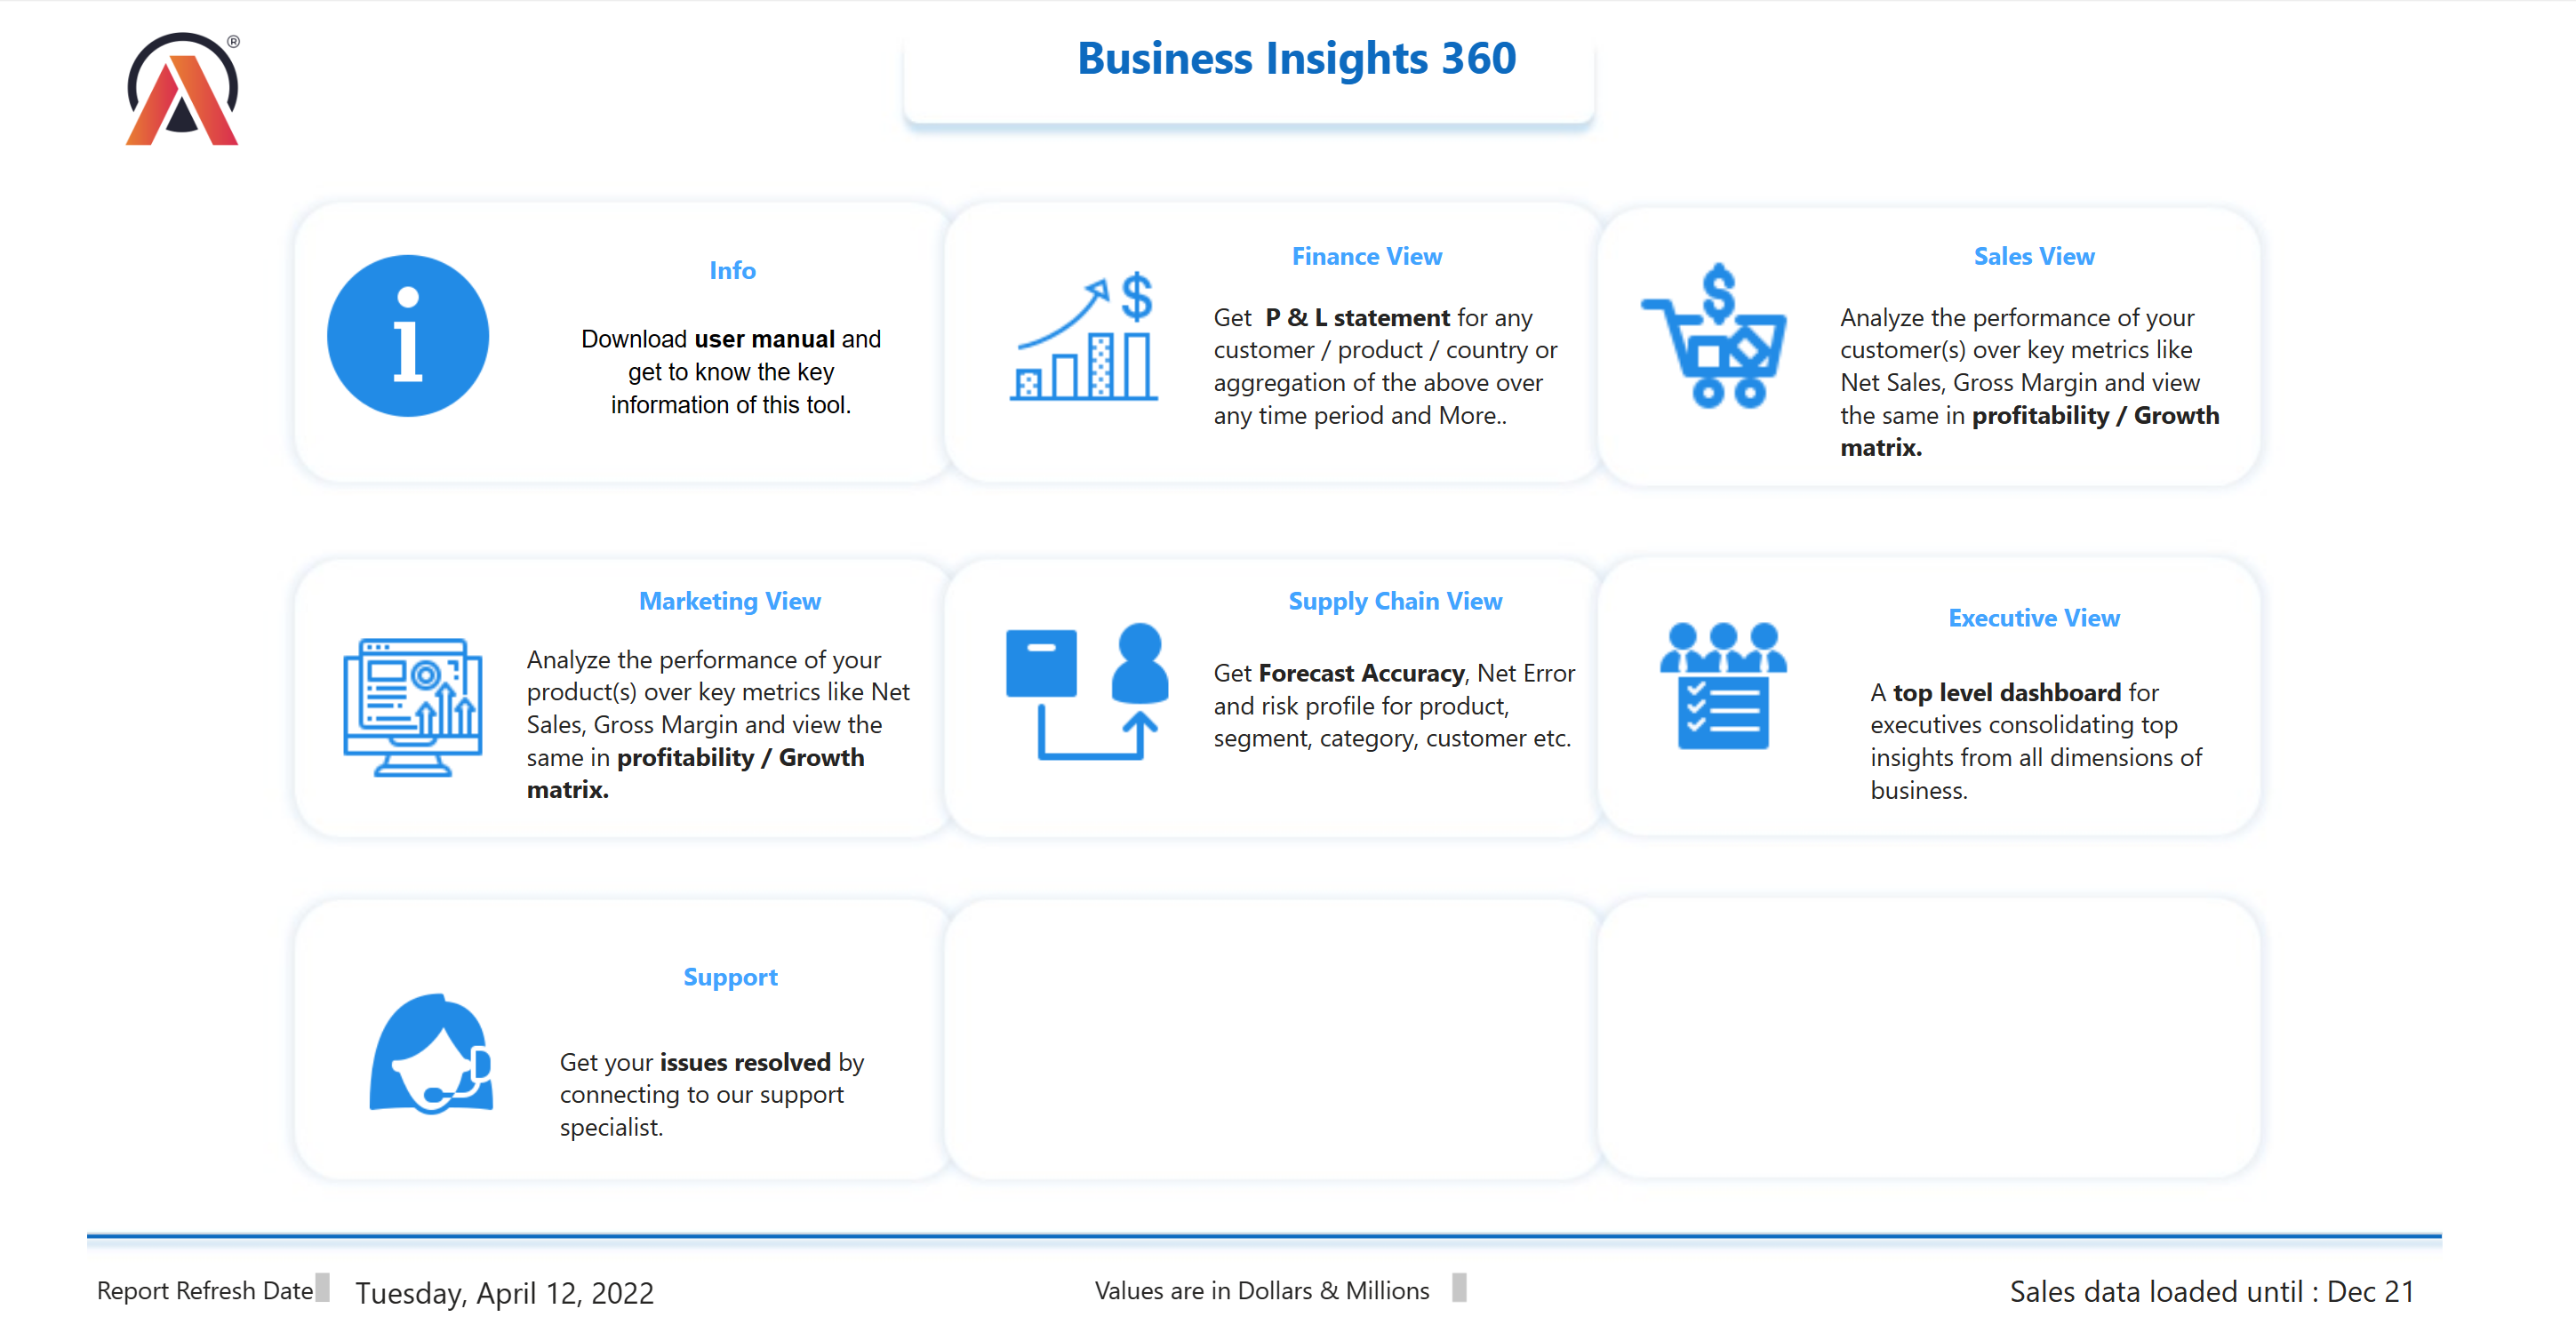 ®
Business Insights 360
Info
Download user manual and
get to know the key
information of this tool.
Finance View
Get P & L statement for any
customer / product / country or
aggregation of the above over
any time period and More..
Sales View
Analyze the performance of your
customer(s) over key metrics like
Net Sales, Gross Margin and view
the same in profitability / Growth
matrix.
Marketing View
Analyze the performance of your
product(s) over key metrics like Net
Sales, Gross Margin and view the
same in profitability / Growth
matrix.
Supply Chain View
Get Forecast Accuracy, Net Error
and risk profile for product,
segment, category, customer etc.
Executive View
A top level dashboard for
executives consolidating top
insights from all dimensions of
business.
Support
Get your issues resolved by
connecting to our support
specialist.
Report Refresh Date Tuesday, April 12, 2022
Values are in Dollars & Millions
Sales data loaded until : Dec 21